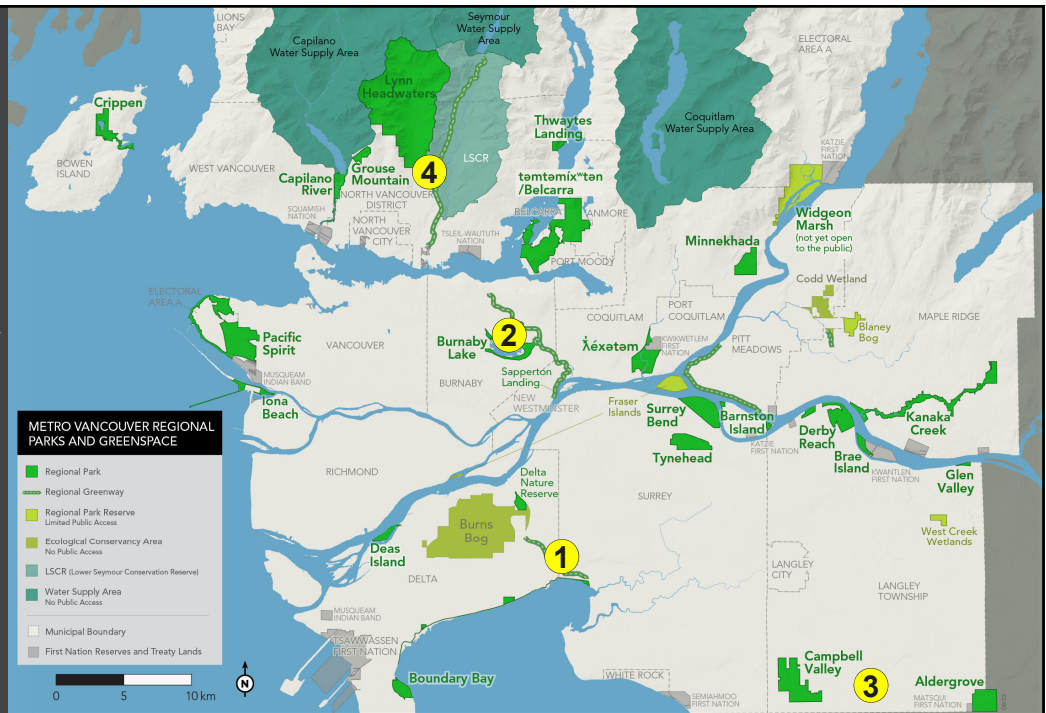 LIONS
BAY
Capilano
Water Supply Area
Seymour
Water Supply
Area
ELECTORAL
AREA A
Lynn
Headwaters
Crippen
BOWEN
ISLAND
WEST VANCOUVER
Thwaytes
Landing
Coquitlam
Water Supply Area
KATZIE
FIRST
NATION
LSCR
4
Grouse
Mountain
Capilano
River
NORTH VANCOUVER
DISTRICT
SQUAMISH
NATION
NORTH
VANCOUVER
CITY
TSLEIL-WAUTUTH
NATION
təmtəmíxʷtən
/Belcarra
BELCARRA
ANMORE
PORT MOODY
Widgeon
Marsh
(not yet open
to the public)
Minnekhada
Codd Wetland
ELECTORAL
AREA A
Pacific
Spirit
VANCOUVER
MUSQUEAM
INDIAN BAND
Iona
Beach
2
Burnaby
Lake
BURNABY
Sapperton
Landing
NEW
WESTMINSTER
COQUITLAM
PORT
COQUITLAM
ƛ̓éxətəm
KWIKWETLEM
FIRST
NATION
PITT
MEADOWS
Blaney
Bog
MAPLE RIDGE
Fraser
Islands
Surrey
Bend
Barnston
Island
Tynehead
KATZIE
FIRST NATION
Derby
Reach
Kanaka
Creek
Brae
Island
KWANTLEN
FIRST NATION
Glen
Valley
West Creek
Wetlands
METRO VANCOUVER REGIONAL
PARKS AND GREENSPACE
Regional Park
Regional Greenway
Regional Park Reserve
Limited Public Access
Ecological Conservancy Area
No Public Access
LSCR (Lower Seymour Conservation Reserve)
Water Supply Area
No Public Access
Municipal Boundary
First Nation Reserves and Treaty Lands
0 5 10 km
N
RICHMOND
Delta
Nature
Reserve
SURREY
Burns
Bog
Deas
Island
DELTA
1
LANGLEY
CITY
LANGLEY
TOWNSHIP
MUSQUEAM
INDIAN BAND
TSAWWASSEN
FIRST NATION
Boundary Bay
WHITE ROCK
SEMIAHMOO
FIRST NATION
Campbell
Valley
3
Aldergrove
MATSQUI
FIRST NATION